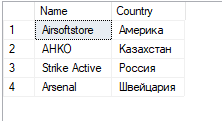 Name Country
1 Airsoftstore Америка
2 АНКО Казахстан
3 Strike Active Россия
4 Arsenal Швейцария